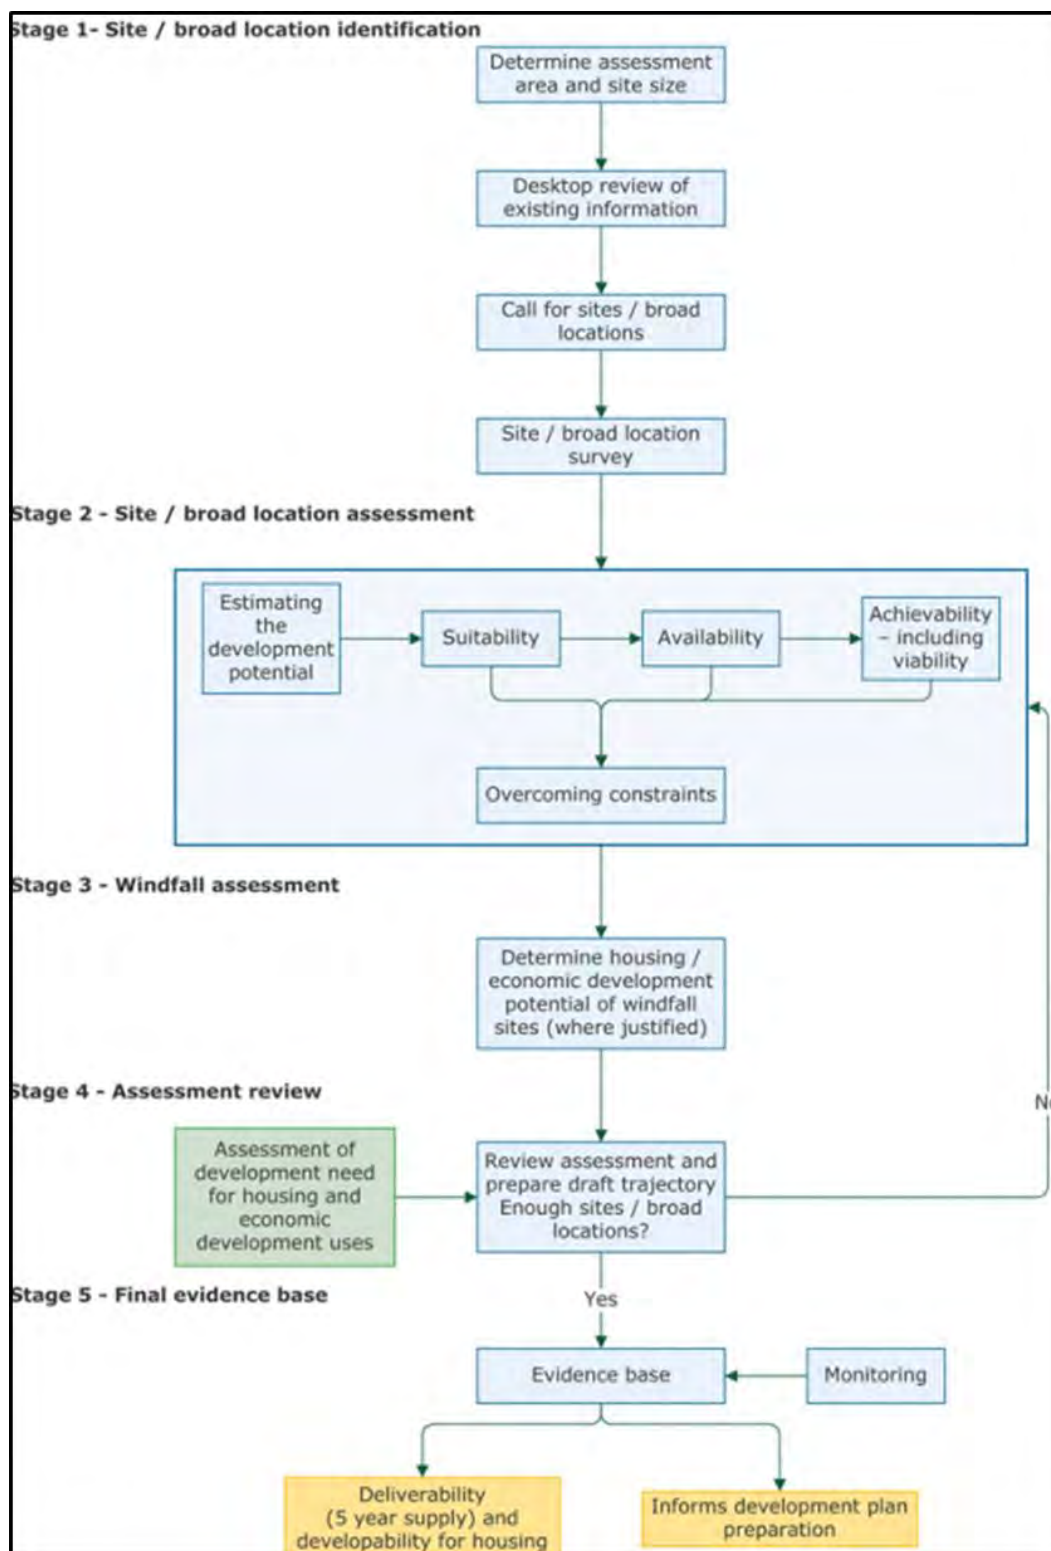 Stage 1- Site / broad location identification
Determine assessment
area and site size
Desktop review of
existing information
Call for sites / broad
locations
Site / broad location
survey
Stage 2 - Site / broad location assessment
Estimating
the
development
potential
Suitability
Availability
Achievability
– including
viability
Overcoming constraints
Stage 3 - Windfall assessment
Determine housing /
economic development
potential of windfall
sites (where justified)
Stage 4 - Assessment review
No
Assessment of
development need
for housing and
economic
development uses
Review assessment and
prepare draft trajectory
Enough sites / broad
locations?
Stage 5 - Final evidence base
Yes
Evidence base
Monitoring
Deliverability
(5 year supply) and
developability for housing
Informs development plan
preparation